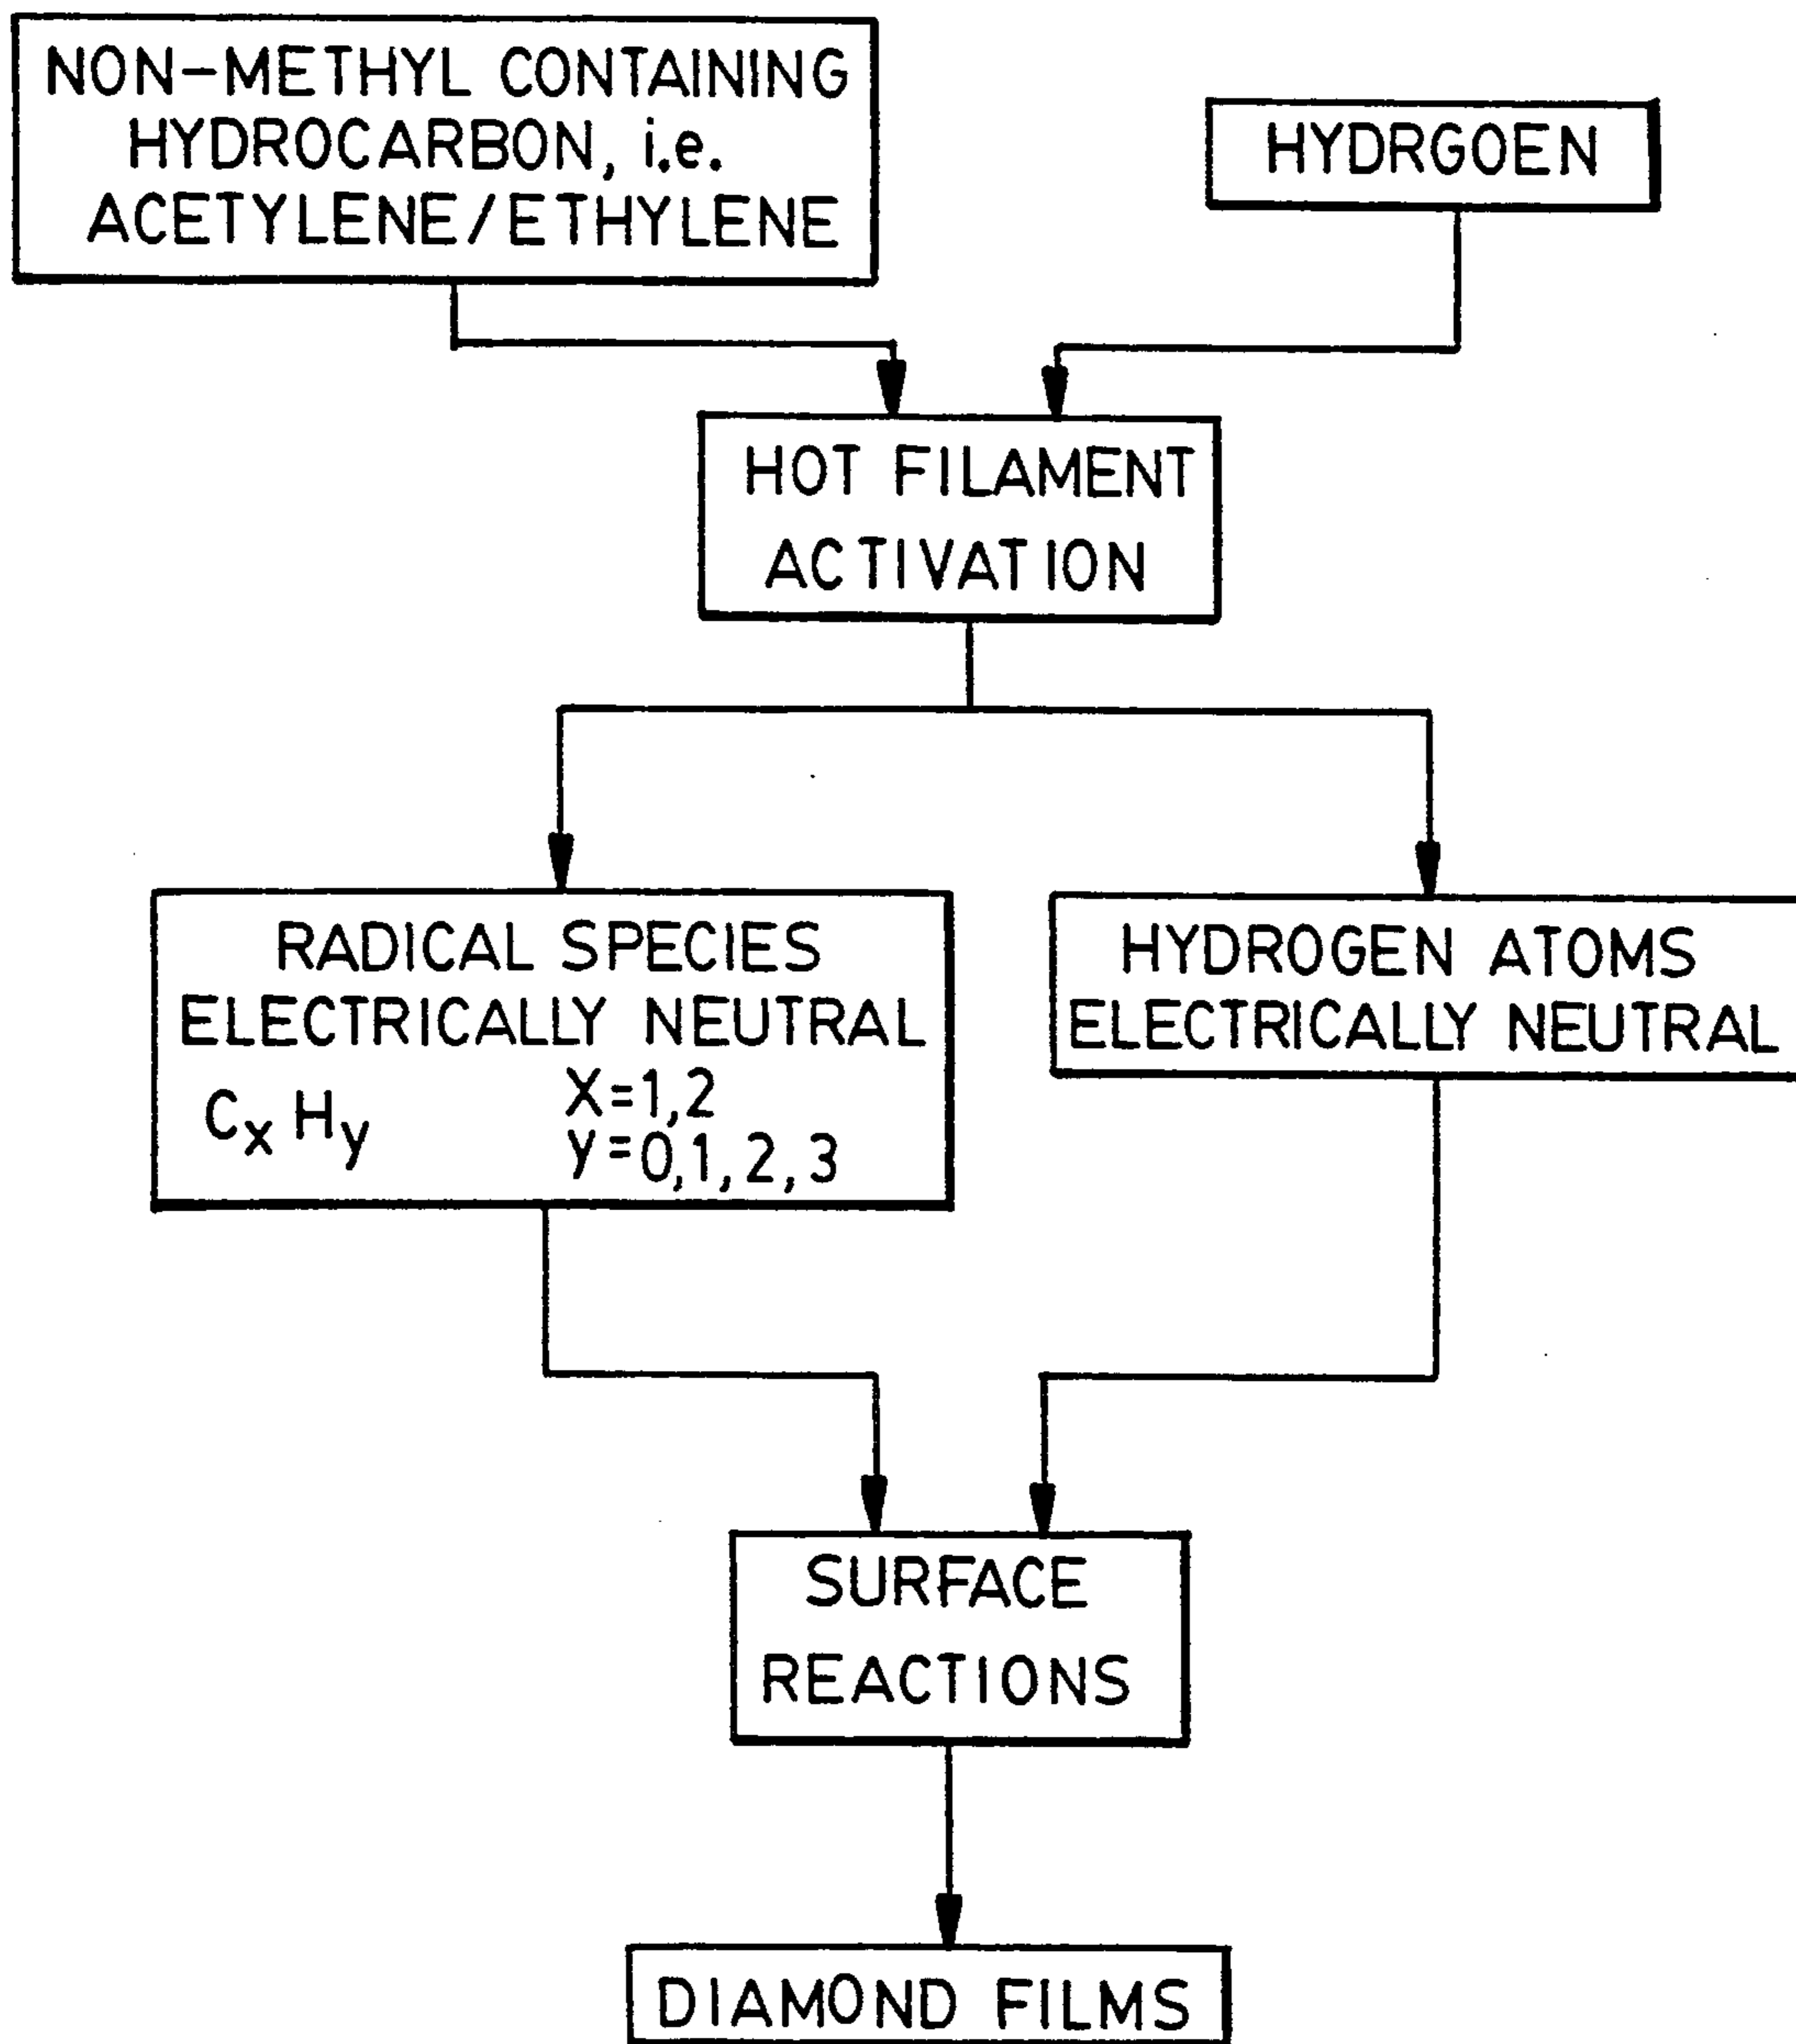 NON-METHYL CONTAINING
HYDROCARBON, i.e.
ACETYLENE/ETHYLENE
HYDRGOEN
HOT FILAMENT
ACTIVATION
RADICAL SPECIES
ELECTRICALLY NEUTRAL
Cx Hy
X=1,2
y=0,1,2,3
HYDROGEN ATOMS
ELECTRICALLY NEUTRAL
SURFACE
REACTIONS
DIAMOND FILMS